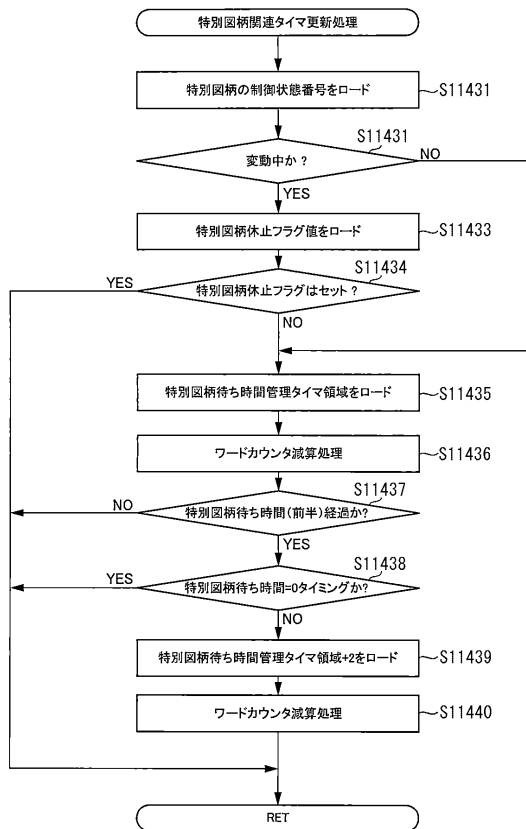 特別図柄関連タイマ更新処理
特別図柄の制御状態番号をロード
S11431
S11431
変動中か?
NO
YES
特別図柄休止フラグ値をロード
S11433
S11434
YES
特別図柄休止フラグはセット?
NO
特別図柄待ち時間管理タイマ領域をロード
S11435
ワードカウンタ減算処理
S11436
S11437
NO
特別図柄待ち時間(前半)経過か?
YES
S11438
YES
特別図柄待ち時間=0タイミングか?
NO
特別図柄待ち時間管理タイマ領域+2をロード
S11439
ワードカウンタ減算処理
S11440
RET